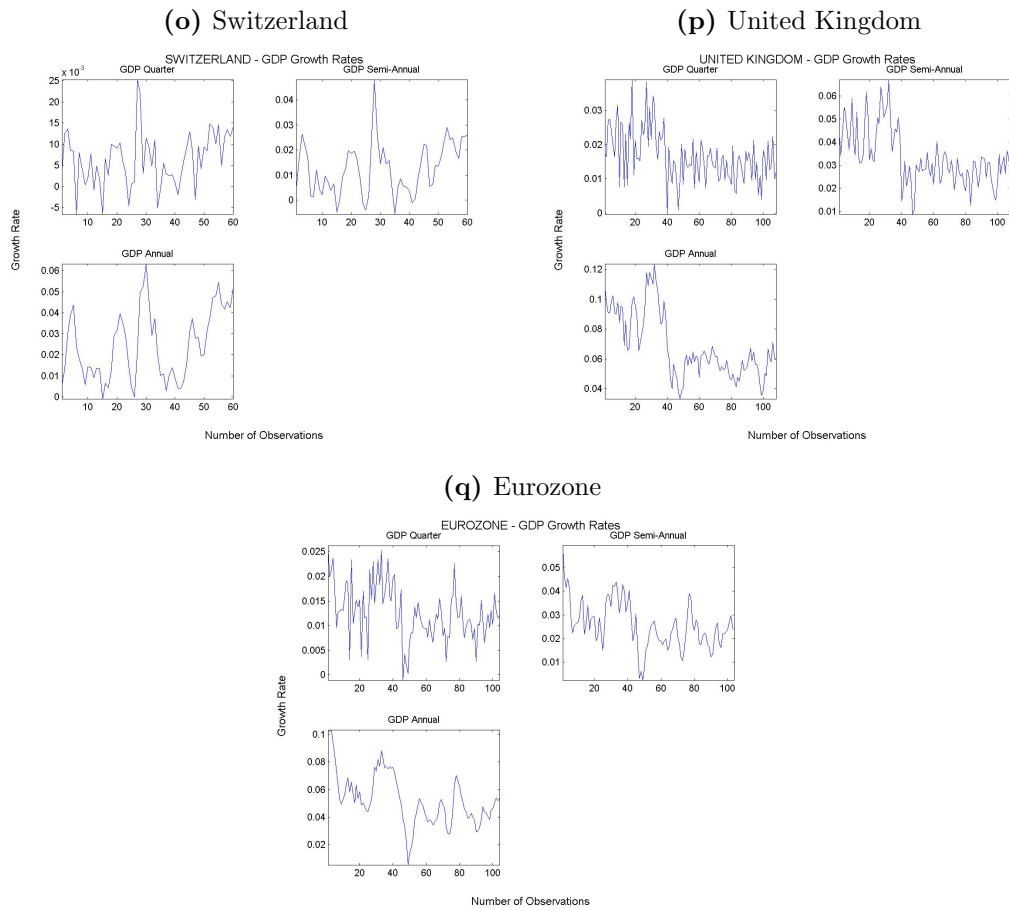 (o) Switzerland
SWITZERLAND - GDP Growth Rates
GDP Quarter
x 10⁻³
25
20
15
10
5
0
-5
10 20 30 40 50 60
GDP Semi-Annual
0.04
0.03
0.02
0.01
0
10 20 30 40 50 60
GDP Annual
0.06
0.05
0.04
0.03
0.02
0.01
0
10 20 30 40 50 60
Growth Rate
Number of Observations
(p) United Kingdom
UNITED KINGDOM - GDP Growth Rates
GDP Quarter
0.03
0.02
0.01
0
20 40 60 80 100
GDP Semi-Annual
0.06
0.05
0.04
0.03
0.02
0.01
20 40 60 80 100
GDP Annual
0.12
0.1
0.08
0.06
0.04
20 40 60 80 100
Growth Rate
Number of Observations
(q) Eurozone
EUROZONE - GDP Growth Rates
GDP Quarter
0.025
0.02
0.015
0.01
0.005
0
20 40 60 80 100
GDP Semi-Annual
0.05
0.04
0.03
0.02
0.01
20 40 60 80 100
GDP Annual
0.1
0.08
0.06
0.04
0.02
20 40 60 80 100
Growth Rate
Number of Observations